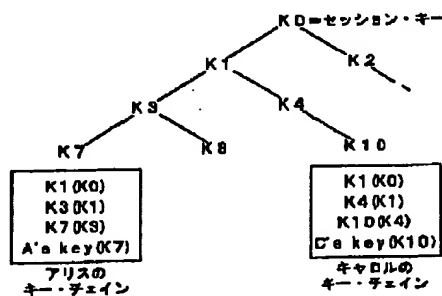 K0=セッション・キー
K1 K2
K3 K4
K7 K8 K10
K1(K0)
K3(K1)
K7(K3)
A's key(K7)
アリスの
キー・チェイン
K1(K0)
K4(K1)
K10(K4)
C's key(K10)
キャロルの
キー・チェイン